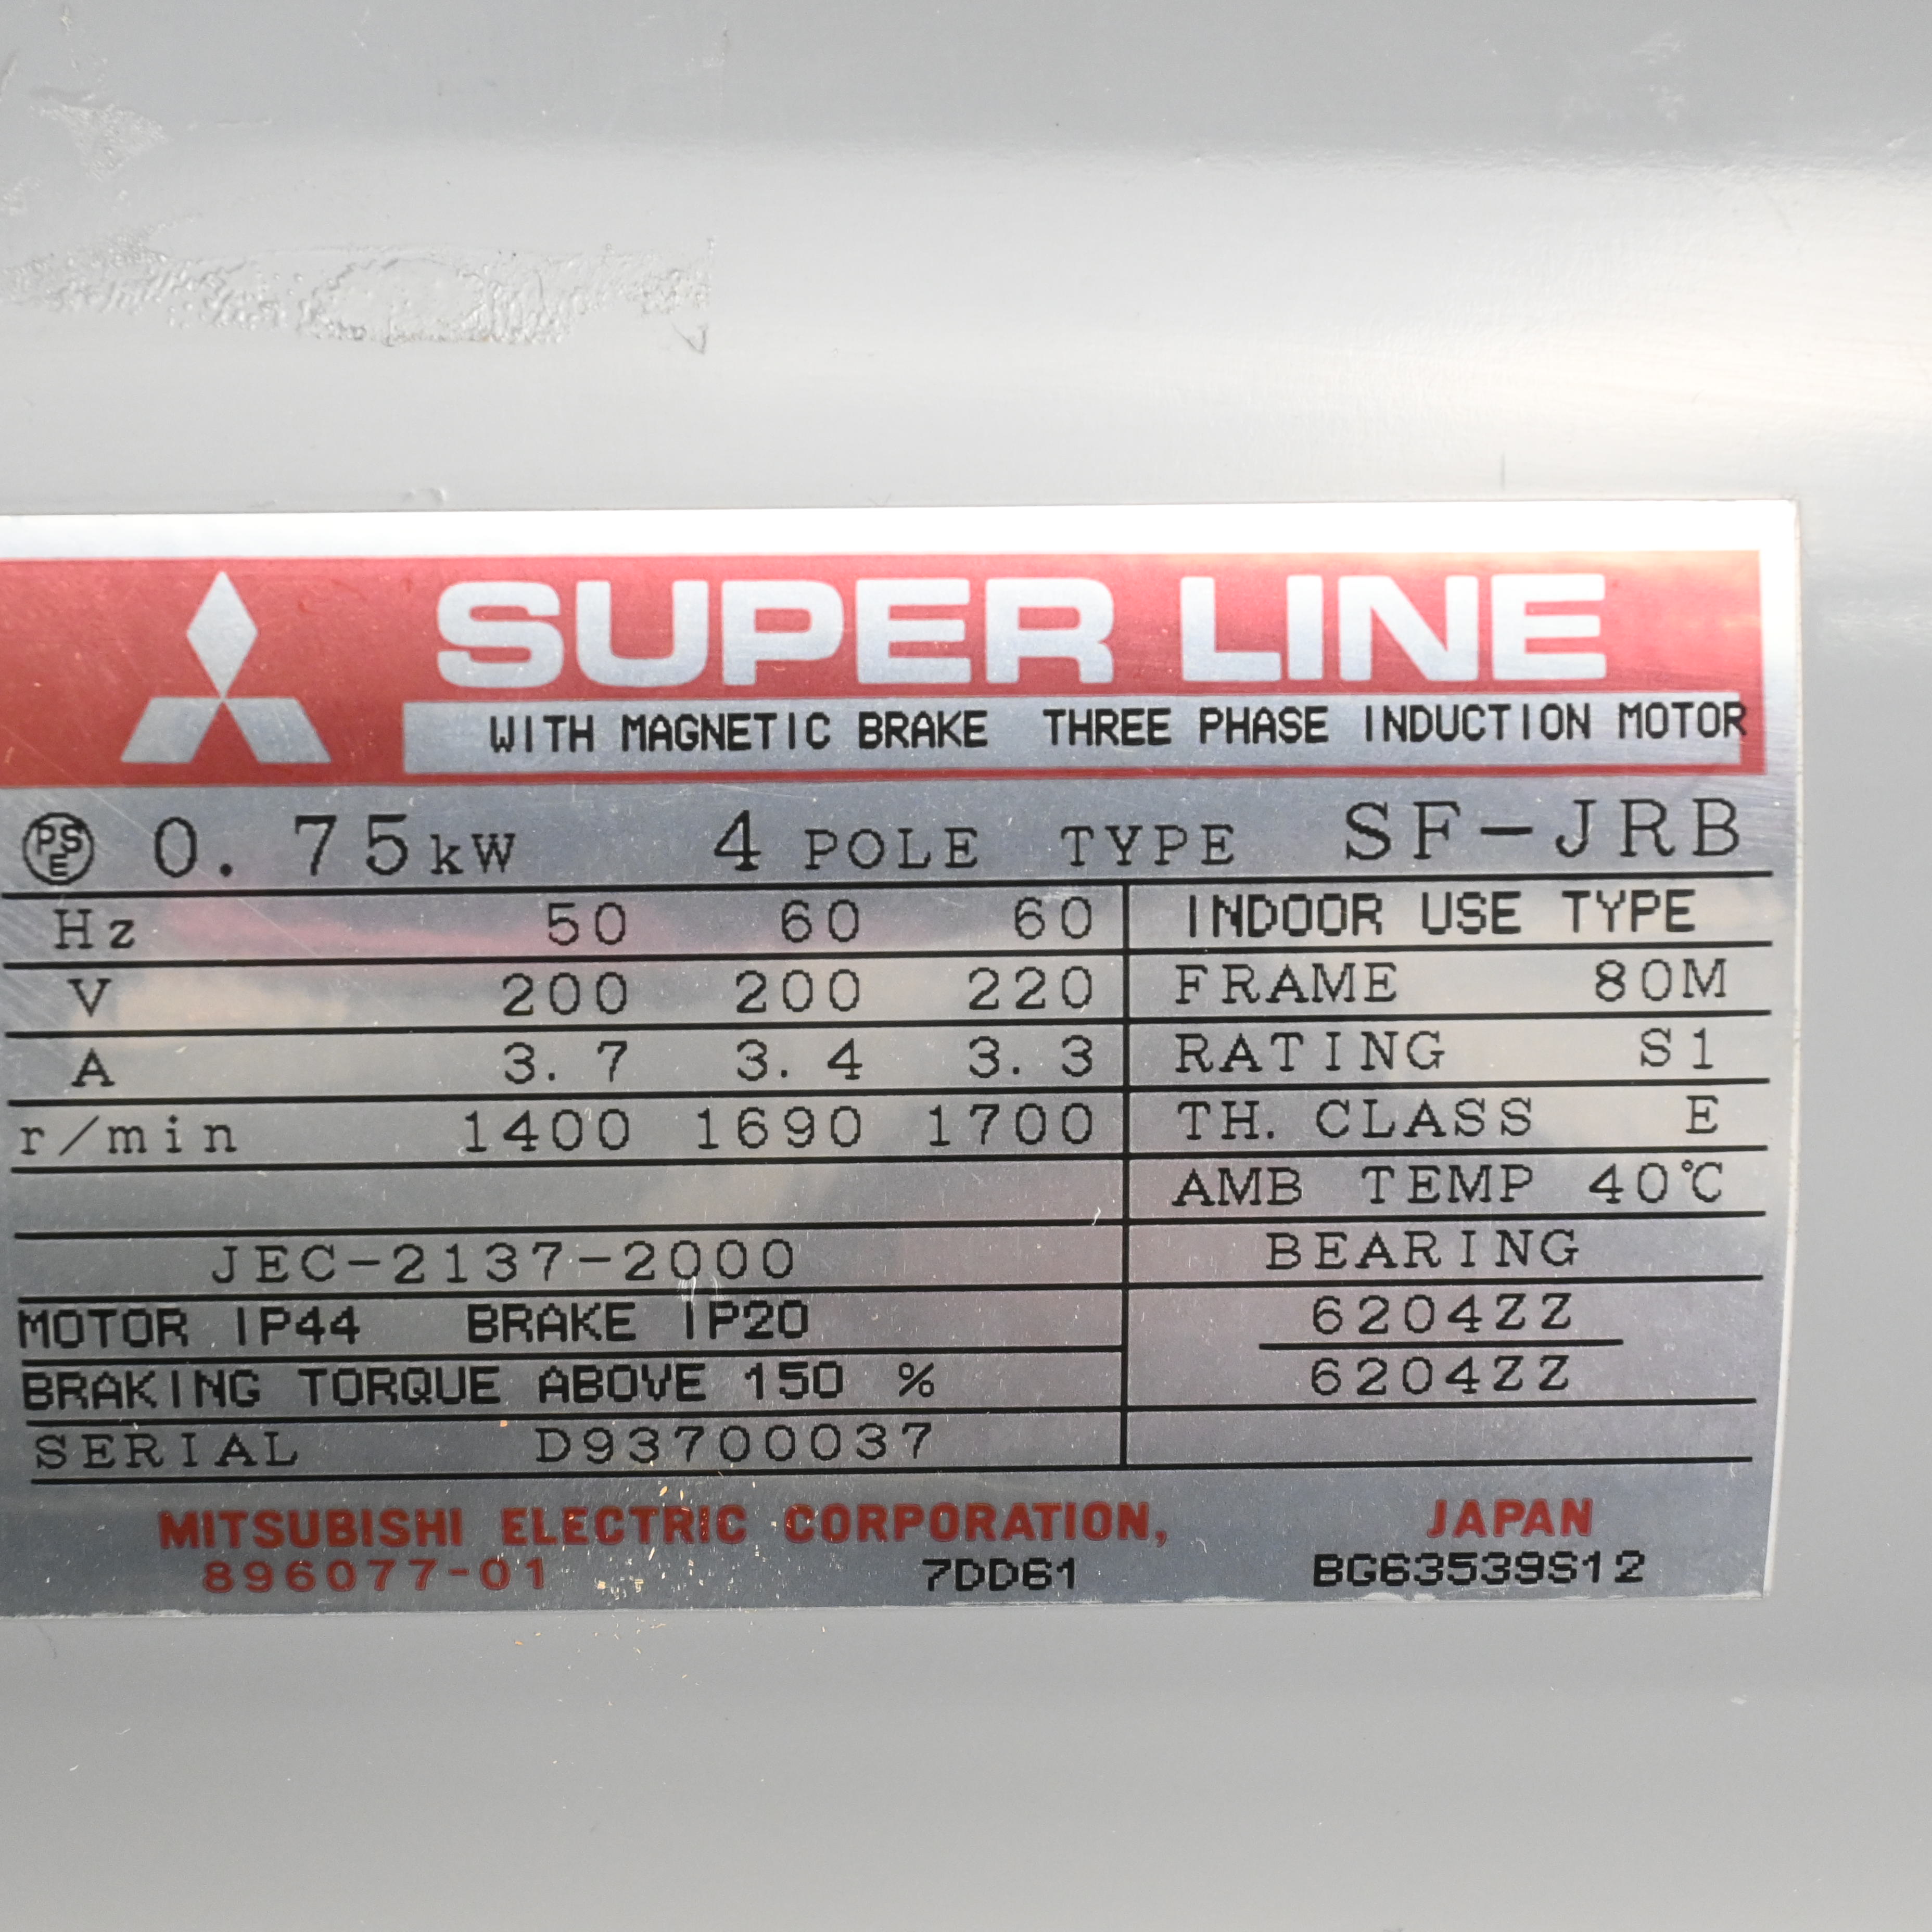 SUPER LINE
WITH MAGNETIC BRAKE THREE PHASE INDUCTION MOTOR
PSE 0.75kW 4 POLE TYPE SF-JRB
Hz 50 60 60 INDOOR USE TYPE
V 200 200 220 FRAME 80M
A 3.7 3.4 3.3 RATING S1
r/min 1400 1690 1700 TH. CLASS E
AMB TEMP 40℃
JEC-2137-2000 BEARING
MOTOR IP44 BRAKE IP20 6204ZZ
BRAKING TORQUE ABOVE 150 % 6204ZZ
SERIAL D93700037
MITSUBISHI ELECTRIC CORPORATION, JAPAN
896077-01 7DD61 BG63539S12